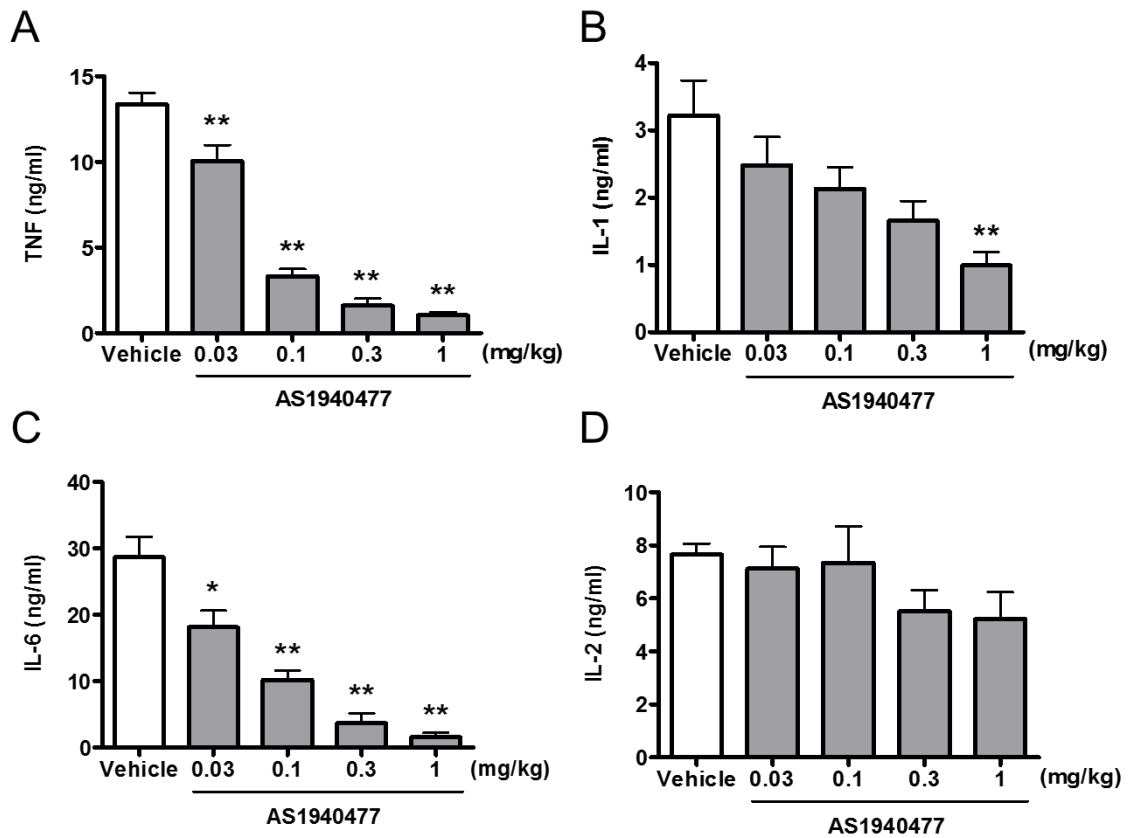 A
TNF (ng/ml)
15
10
5
0
** ** ** **
Vehicle 0.03 0.1 0.3 1 (mg/kg)
AS1940477
B
IL-1 (ng/ml)
4
3
2
1
0
**
Vehicle 0.03 0.1 0.3 1 (mg/kg)
AS1940477
C
IL-6 (ng/ml)
40
30
20
10
0
* ** ** **
Vehicle 0.03 0.1 0.3 1 (mg/kg)
AS1940477
D
IL-2 (ng/ml)
10
8
6
4
2
0
Vehicle 0.03 0.1 0.3 1 (mg/kg)
AS1940477